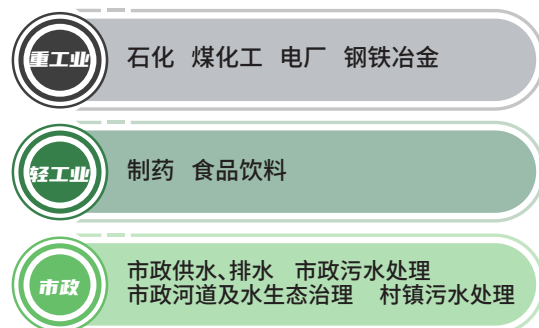 重工业
石化 煤化工 电厂 钢铁冶金
轻工业
制药 食品饮料
市政
市政供水、排水 市政污水处理
市政河道及水生态治理 村镇污水处理